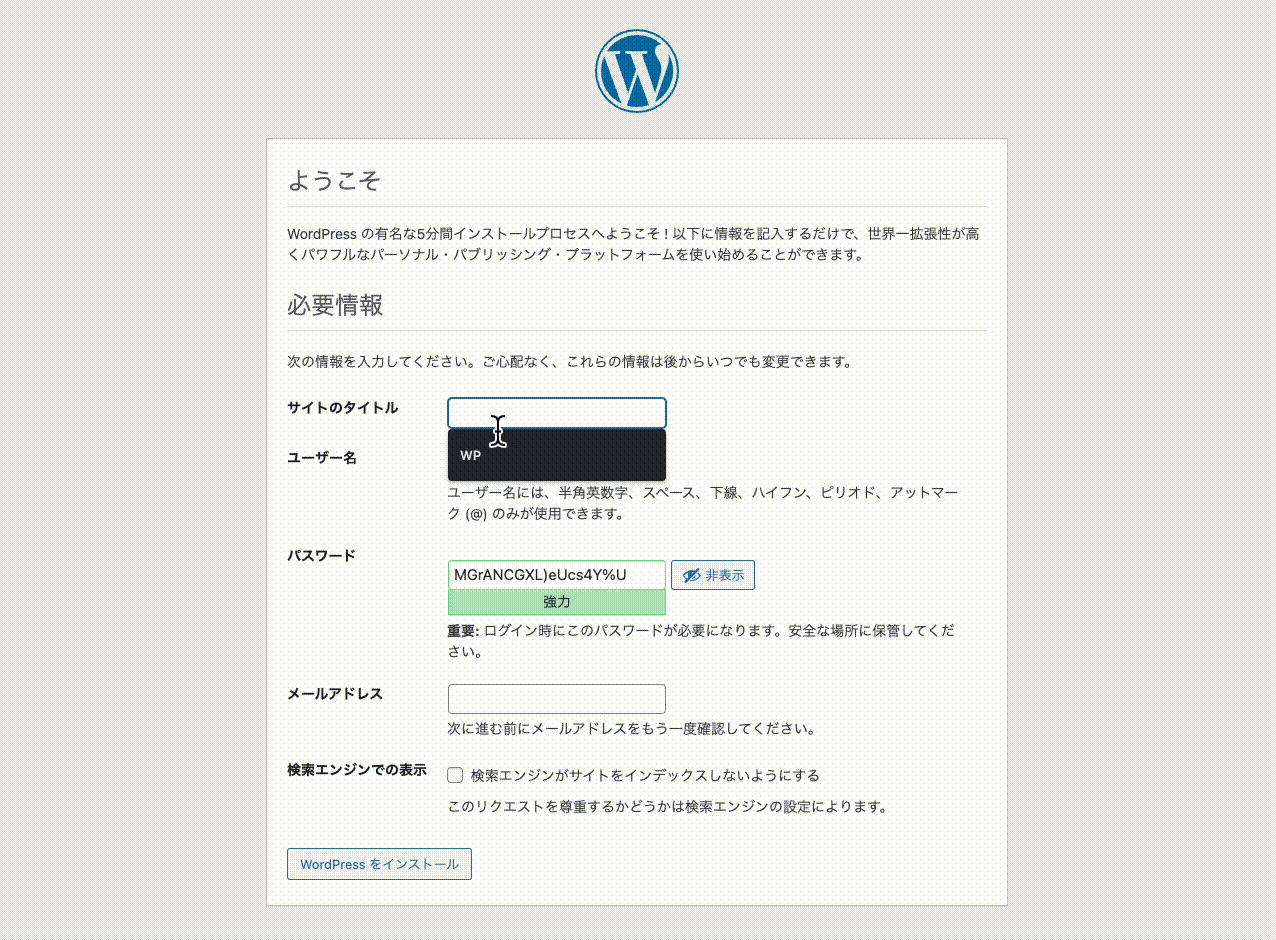 ようこそ
WordPress の有名な5分間インストールプロセスへようこそ ! 以下に情報を記入するだけで、世界一拡張性が高
くパワフルなパーソナル・パブリッシング・プラットフォームを使い始めることができます。
必要情報
次の情報を入力してください。ご心配なく、これらの情報は後からいつでも変更できます。
サイトのタイトル
WP
ユーザー名
ユーザー名には、半角英数字、スペース、下線、ハイフン、ピリオド、アットマー
ク (@) のみが使用できます。
パスワード
MGrANCGXL)eUcs4Y%U
非表示
強力
重要: ログイン時にこのパスワードが必要になります。安全な場所に保管してくだ
さい。
メールアドレス
次に進む前にメールアドレスをもう一度確認してください。
検索エンジンでの表示
検索エンジンがサイトをインデックスしないようにする
このリクエストを尊重するかどうかは検索エンジンの設定によります。
WordPress をインストール